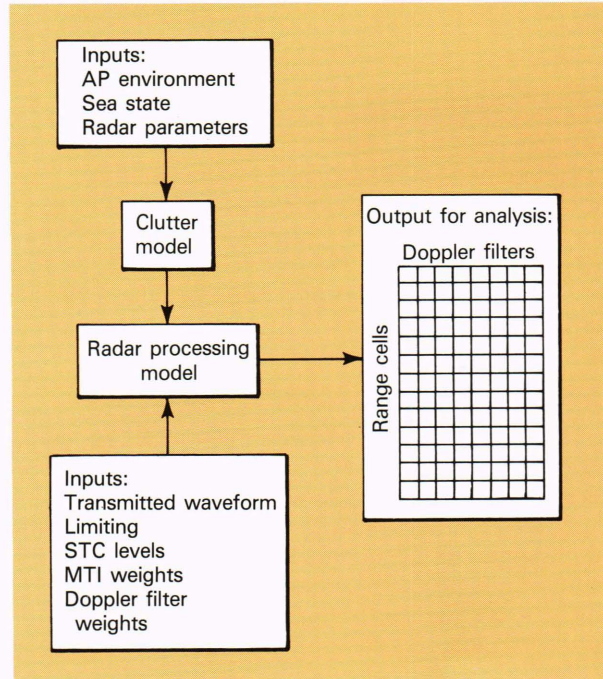 Inputs:
AP environment
Sea state
Radar parameters
Clutter
model
Radar processing
model
Inputs:
Transmitted waveform
Limiting
STC levels
MTI weights
Doppler filter
weights
Output for analysis:
Doppler filters
Range cells